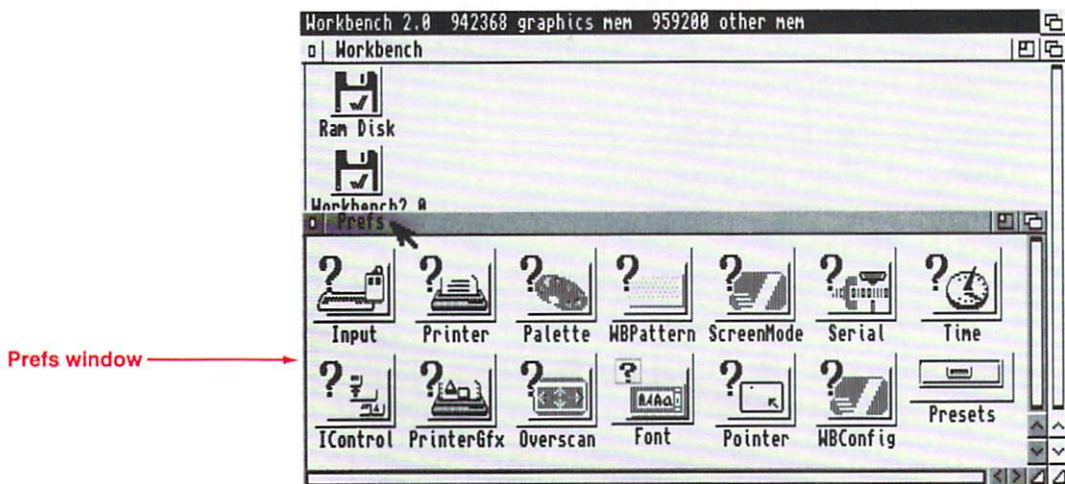 Workbench 2.0 942368 graphics mem 959200 other mem
Workbench
Ram Disk
Workbench2.0
Prefs
Input Printer Palette WBPattern ScreenMode Serial Time
Prefs window
IControl PrinterGfx Overscan Font Pointer WBConfig Presets